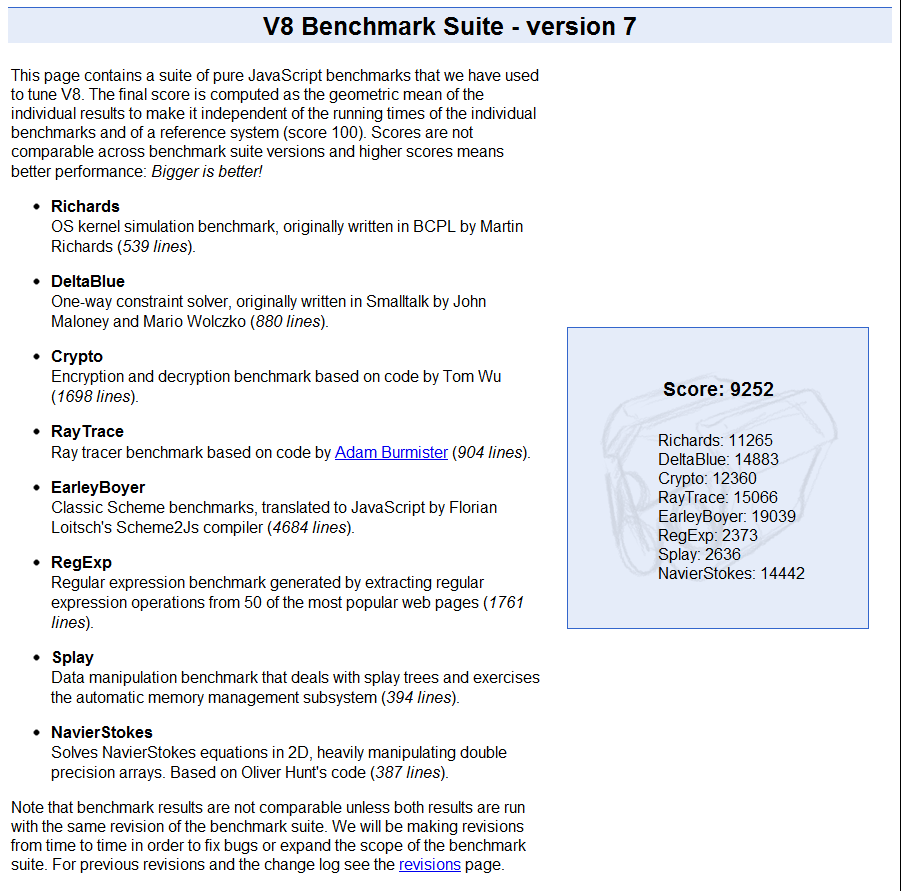 V8 Benchmark Suite - version 7
This page contains a suite of pure JavaScript benchmarks that we have used
to tune V8. The final score is computed as the geometric mean of the
individual results to make it independent of the running times of the individual
benchmarks and of a reference system (score 100). Scores are not
comparable across benchmark suite versions and higher scores means
better performance: Bigger is better!
• Richards
OS kernel simulation benchmark, originally written in BCPL by Martin
Richards (539 lines).
• DeltaBlue
One-way constraint solver, originally written in Smalltalk by John
Maloney and Mario Wolczko (880 lines).
• Crypto
Encryption and decryption benchmark based on code by Tom Wu
(1698 lines).
• RayTrace
Ray tracer benchmark based on code by Adam Burmister (904 lines).
• EarleyBoyer
Classic Scheme benchmarks, translated to JavaScript by Florian
Loitsch's Scheme2Js compiler (4684 lines).
• RegExp
Regular expression benchmark generated by extracting regular
expression operations from 50 of the most popular web pages (1761
lines).
• Splay
Data manipulation benchmark that deals with splay trees and exercises
the automatic memory management subsystem (394 lines).
• NavierStokes
Solves NavierStokes equations in 2D, heavily manipulating double
precision arrays. Based on Oliver Hunt's code (387 lines).
Note that benchmark results are not comparable unless both results are run
with the same revision of the benchmark suite. We will be making revisions
from time to time in order to fix bugs or expand the scope of the benchmark
suite. For previous revisions and the change log see the revisions page.
Score: 9252
Richards: 11265
DeltaBlue: 14883
Crypto: 12360
RayTrace: 15066
EarleyBoyer: 19039
RegExp: 2373
Splay: 2636
NavierStokes: 14442